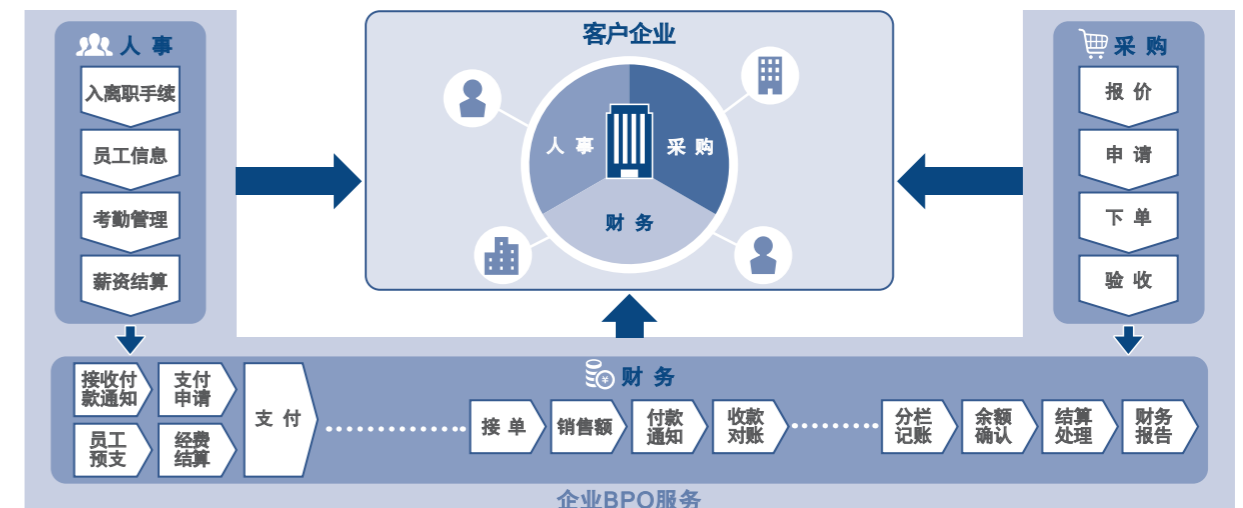 人 事
入离职手续
员工信息
考勤管理
薪资结算
客户企业
人 事
采 购
财 务
采 购
报 价
申 请
下 单
验 收
¥
财 务
接收付
款通知
支付
申请
员工
预支
经费
结算
支 付
接 单
销售额
付款
通知
收款
对账
分栏
记账
余额
确认
结算
处理
财务
报告
企业BPO服务